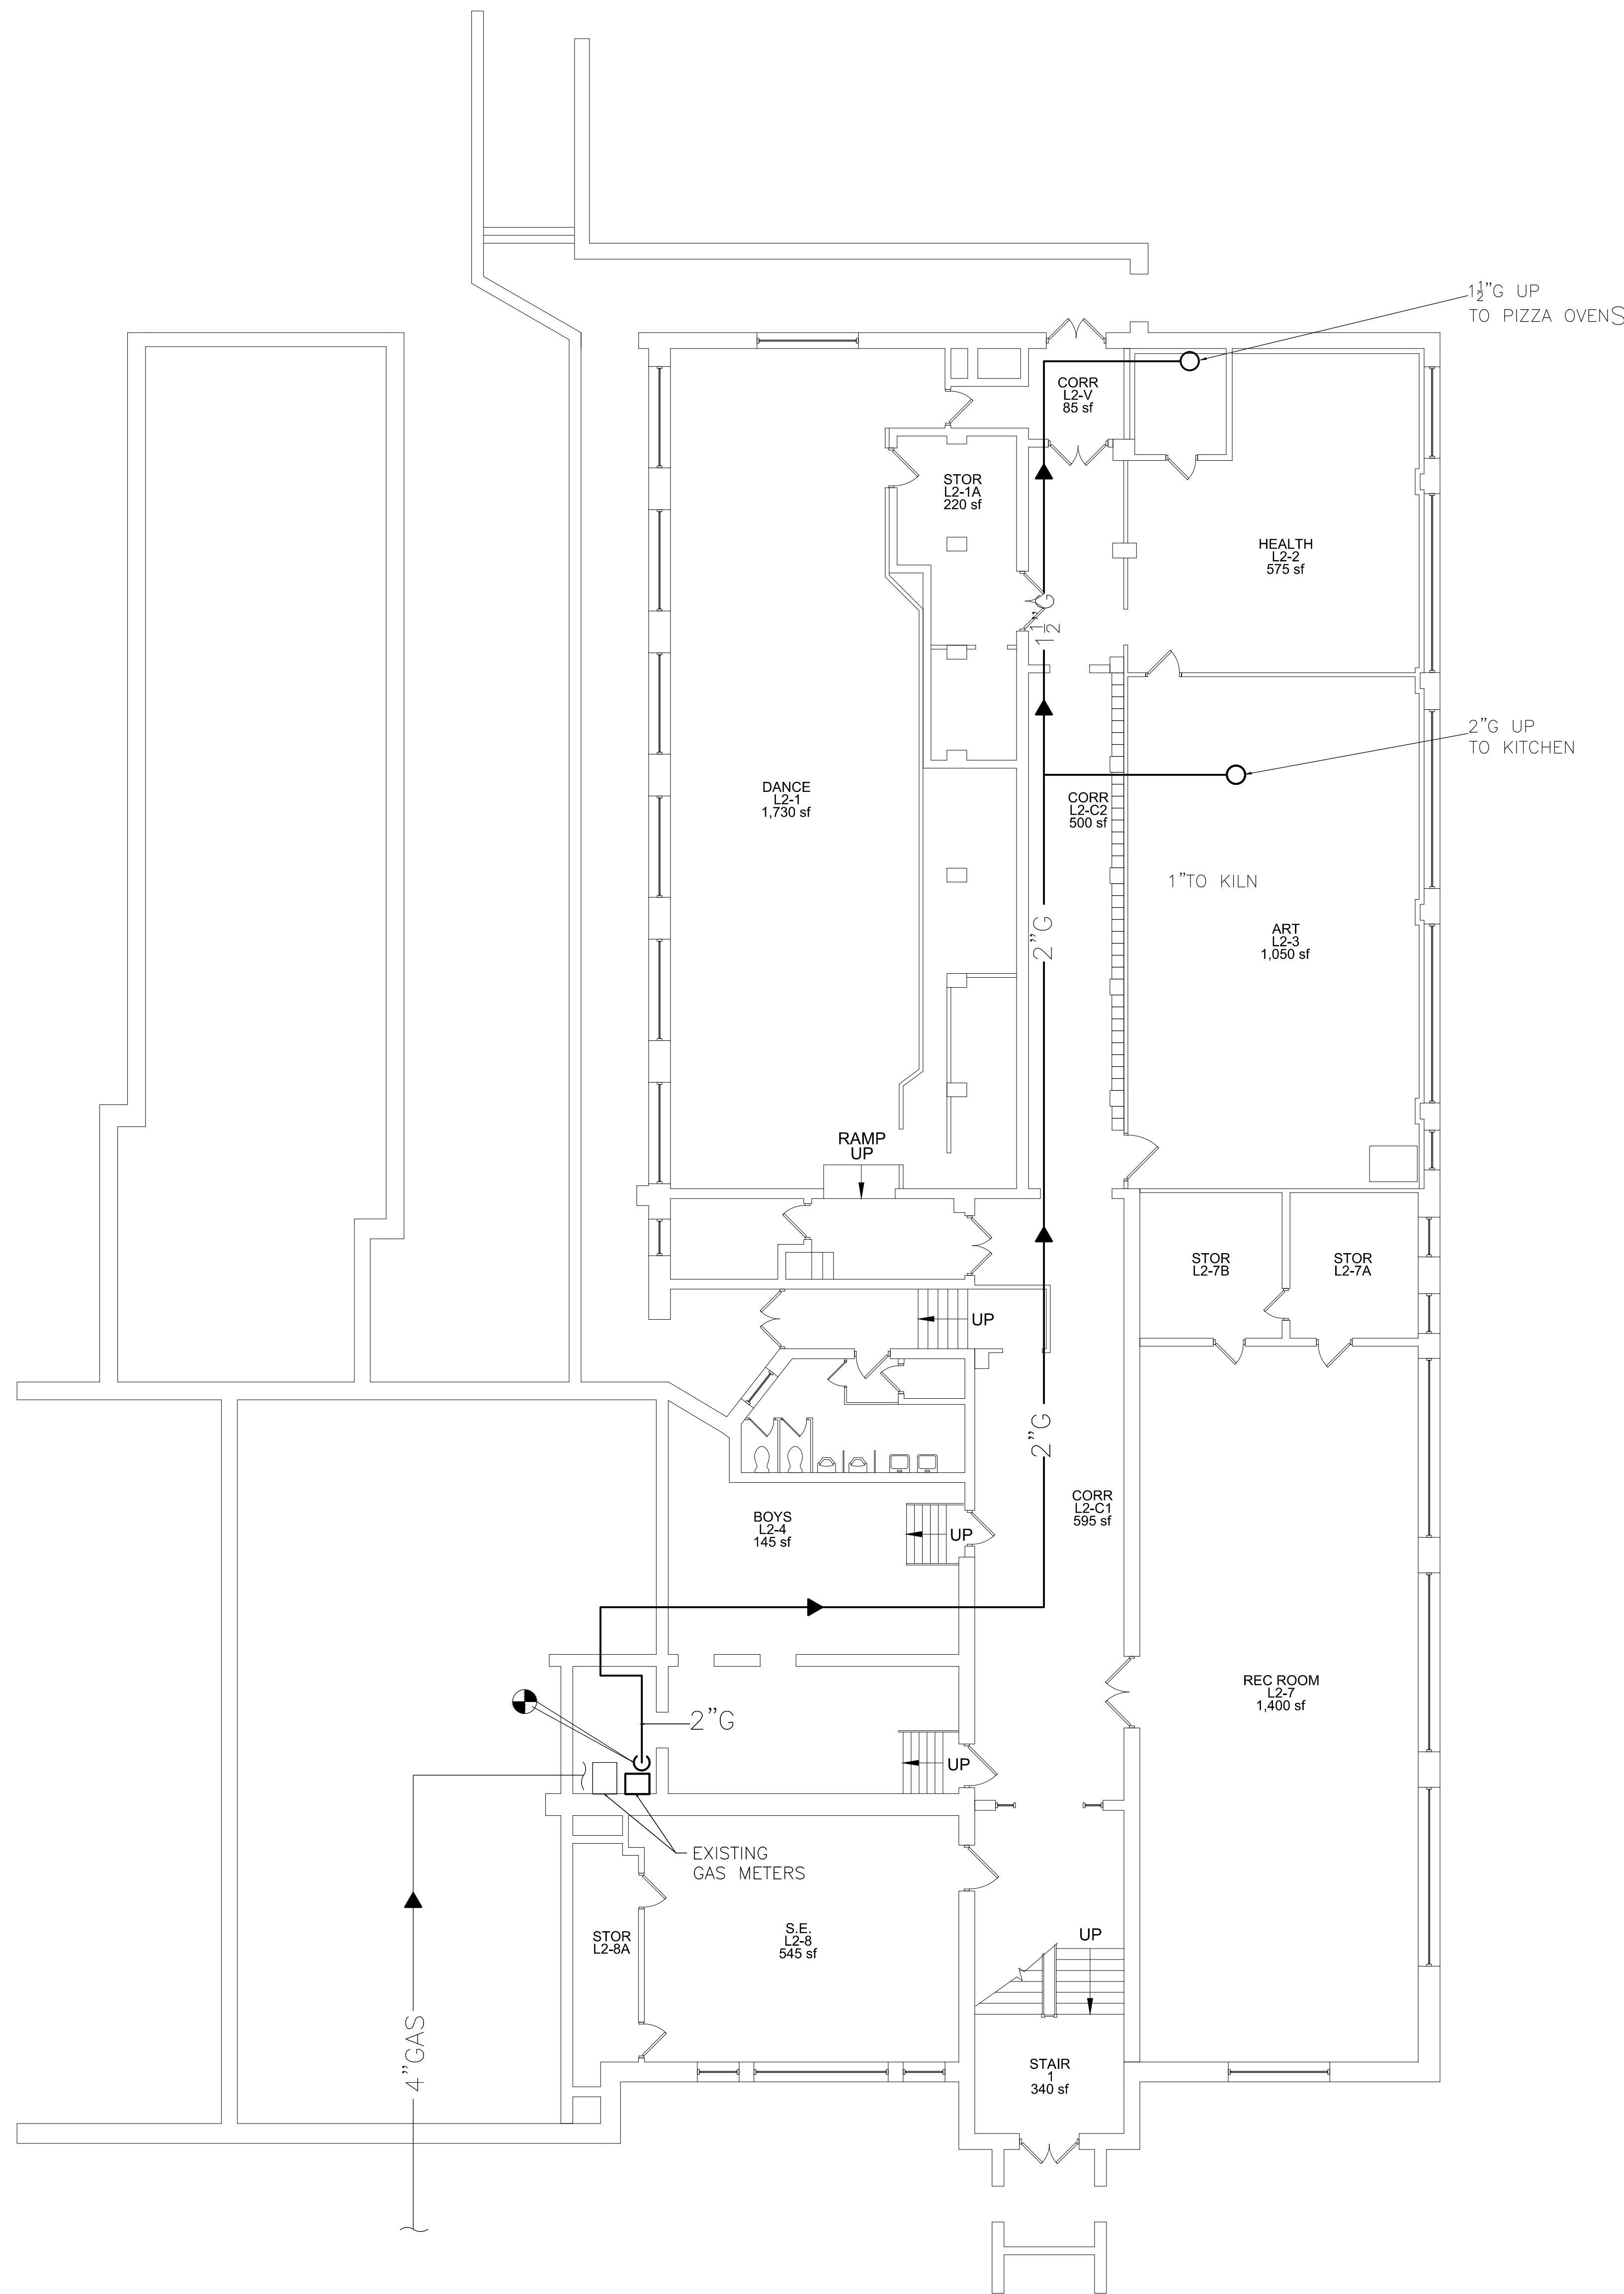 1½"G UP
TO PIZZA OVENS
CORR
L2-V
85 sf
STOR
L2-1A
220 sf
HEALTH
L2-2
575 sf
1½"G
2"G UP
TO KITCHEN
DANCE
L2-1
1,730 sf
CORR
L2-C2
500 sf
1"TO KILN
2"G
ART
L2-3
1,050 sf
RAMP
UP
STOR
L2-7B
STOR
L2-7A
UP
2"G
CORR
L2-C1
595 sf
BOYS
L2-4
145 sf
UP
REC ROOM
L2-7
1,400 sf
2"G
UP
EXISTING
GAS METERS
STOR
L2-8A
S.E.
L2-8
545 sf
UP
4"GAS
STAIR
1
340 sf